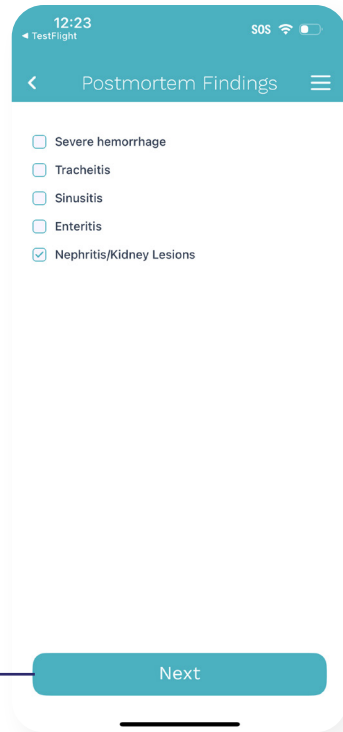 12:23
SOS
◄ TestFlight
Postmortem Findings
Severe hemorrhage
Tracheitis
Sinusitis
Enteritis
Nephritis/Kidney Lesions
Next